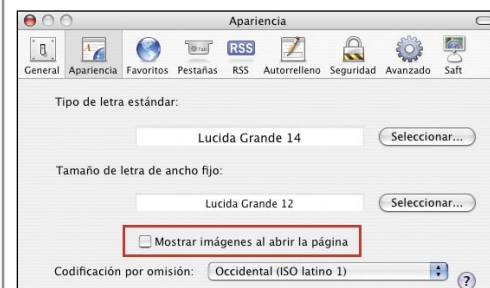 Apariencia
General Apariencia Favoritos Pestañas RSS Autorrelleno Seguridad Avanzado Saft
RSS
Tipo de letra estándar:
Lucida Grande 14 Seleccionar...
Tamaño de letra de ancho fijo:
Lucida Grande 12 Seleccionar...
Mostrar imágenes al abrir la página
Codificación por omisión: Occidental (ISO latino 1) ?